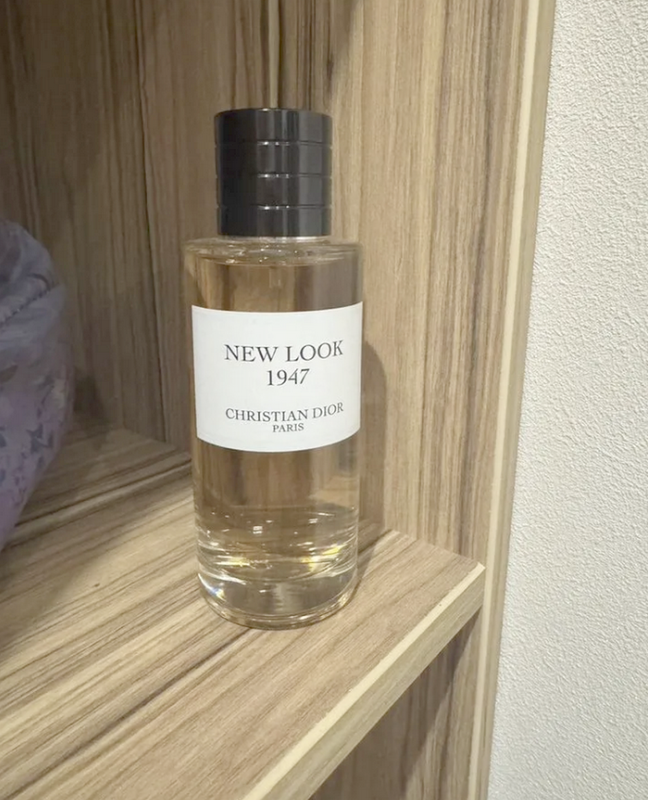 NEW LOOK
1947
CHRISTIAN DIOR
PARIS